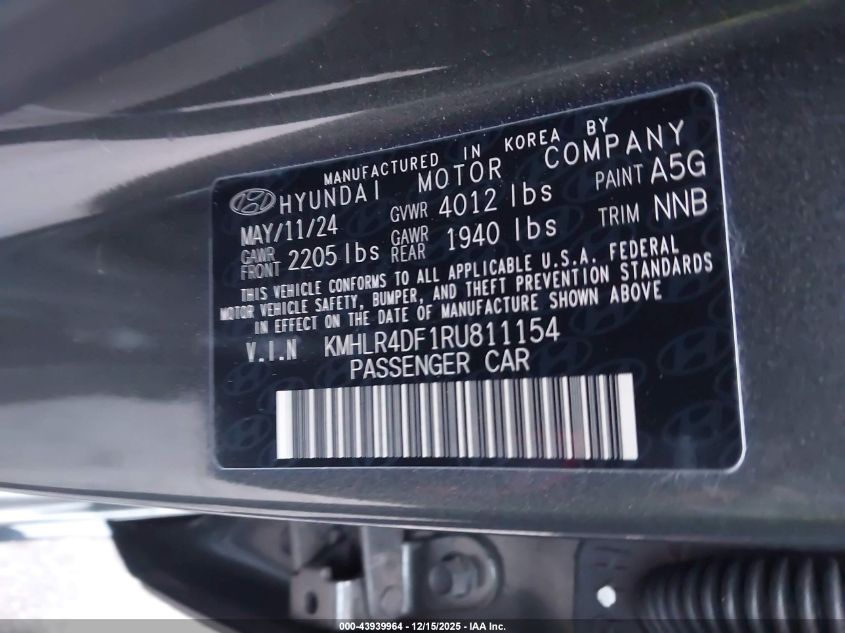 MANUFACTURED IN KOREA BY
HYUNDAI MOTOR COMPANY
MAY/11/24 GVWR 4012 lbs PAINT A5G
GAWR FRONT 2205 lbs GAWR REAR 1940 lbs TRIM NNB
THIS VEHICLE CONFORMS TO ALL APPLICABLE U.S.A. FEDERAL
MOTOR VEHICLE SAFETY, BUMPER, AND THEFT PREVENTION STANDARDS
IN EFFECT ON THE DATE OF MANUFACTURE SHOWN ABOVE
V.I.N KMHLR4DF1RU811154
PASSENGER CAR
H
000-43939964 - 12/15/2025 - IAA Inc.